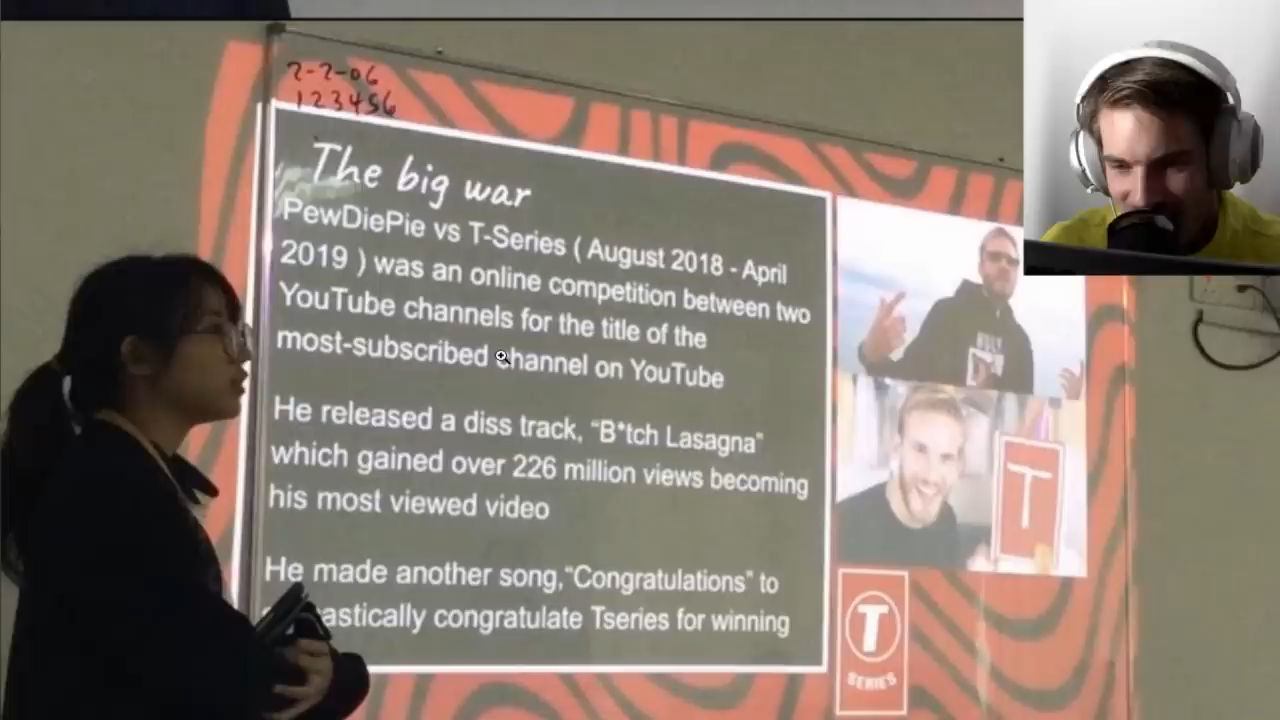 2-2-06
123456
The big war
PewDiePie vs T-Series ( August 2018 - April
2019 ) was an online competition between two
YouTube channels for the title of the
most-subscribed channel on YouTube
He released a diss track, “B*tch Lasagna”
which gained over 226 million views becoming
his most viewed video
He made another song,“Congratulations” to
congratulate Tseries for winning
T
T
SERIES